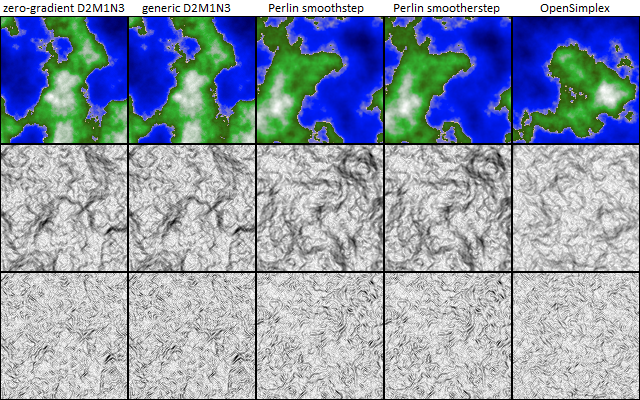 zero-gradient D2M1N3 generic D2M1N3 Perlin smoothstep Perlin smootherstep OpenSimplex